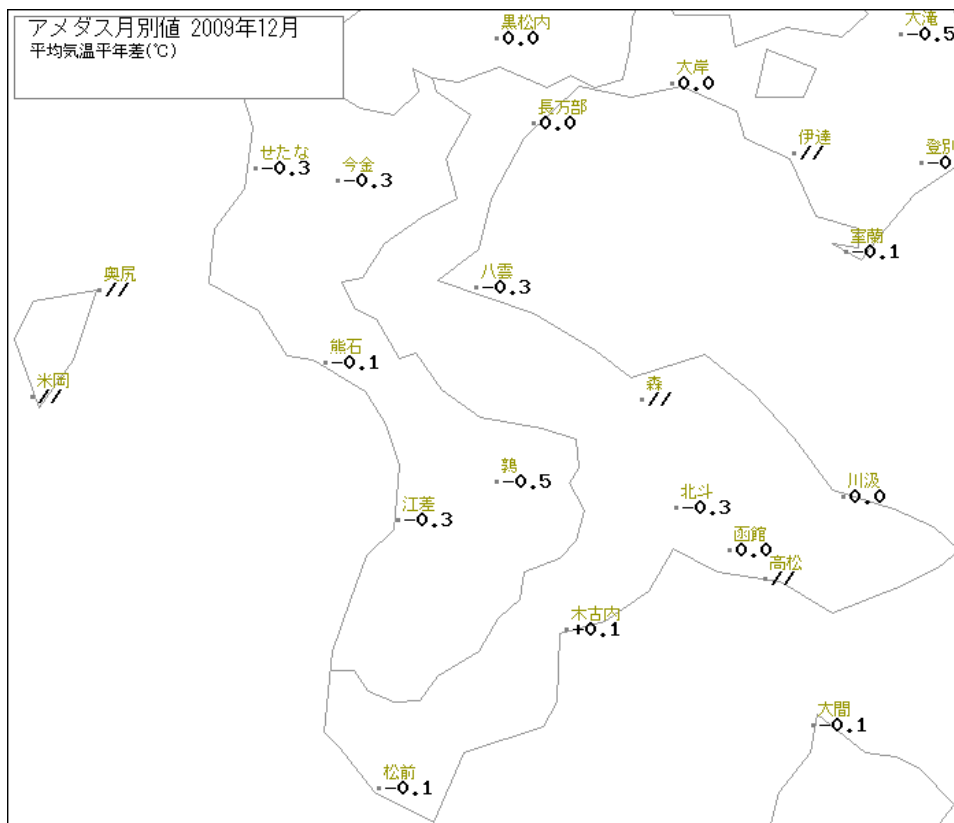 アメダス月別値 2009年12月
平均気温平年差(℃)
黒松内
0.0
大滝
-0.5
大岸
0.0
長万部
0.0
伊達
//
登別
-0
せたな
-0.3
今金
-0.3
室蘭
-0.1
奥尻
//
八雲
-0.3
熊石
-0.1
米岡
//
森
//
鶉
-0.5
川汲
0.0
北斗
-0.3
江差
-0.3
函館
0.0
高松
//
木古内
+0.1
大間
-0.1
松前
-0.1